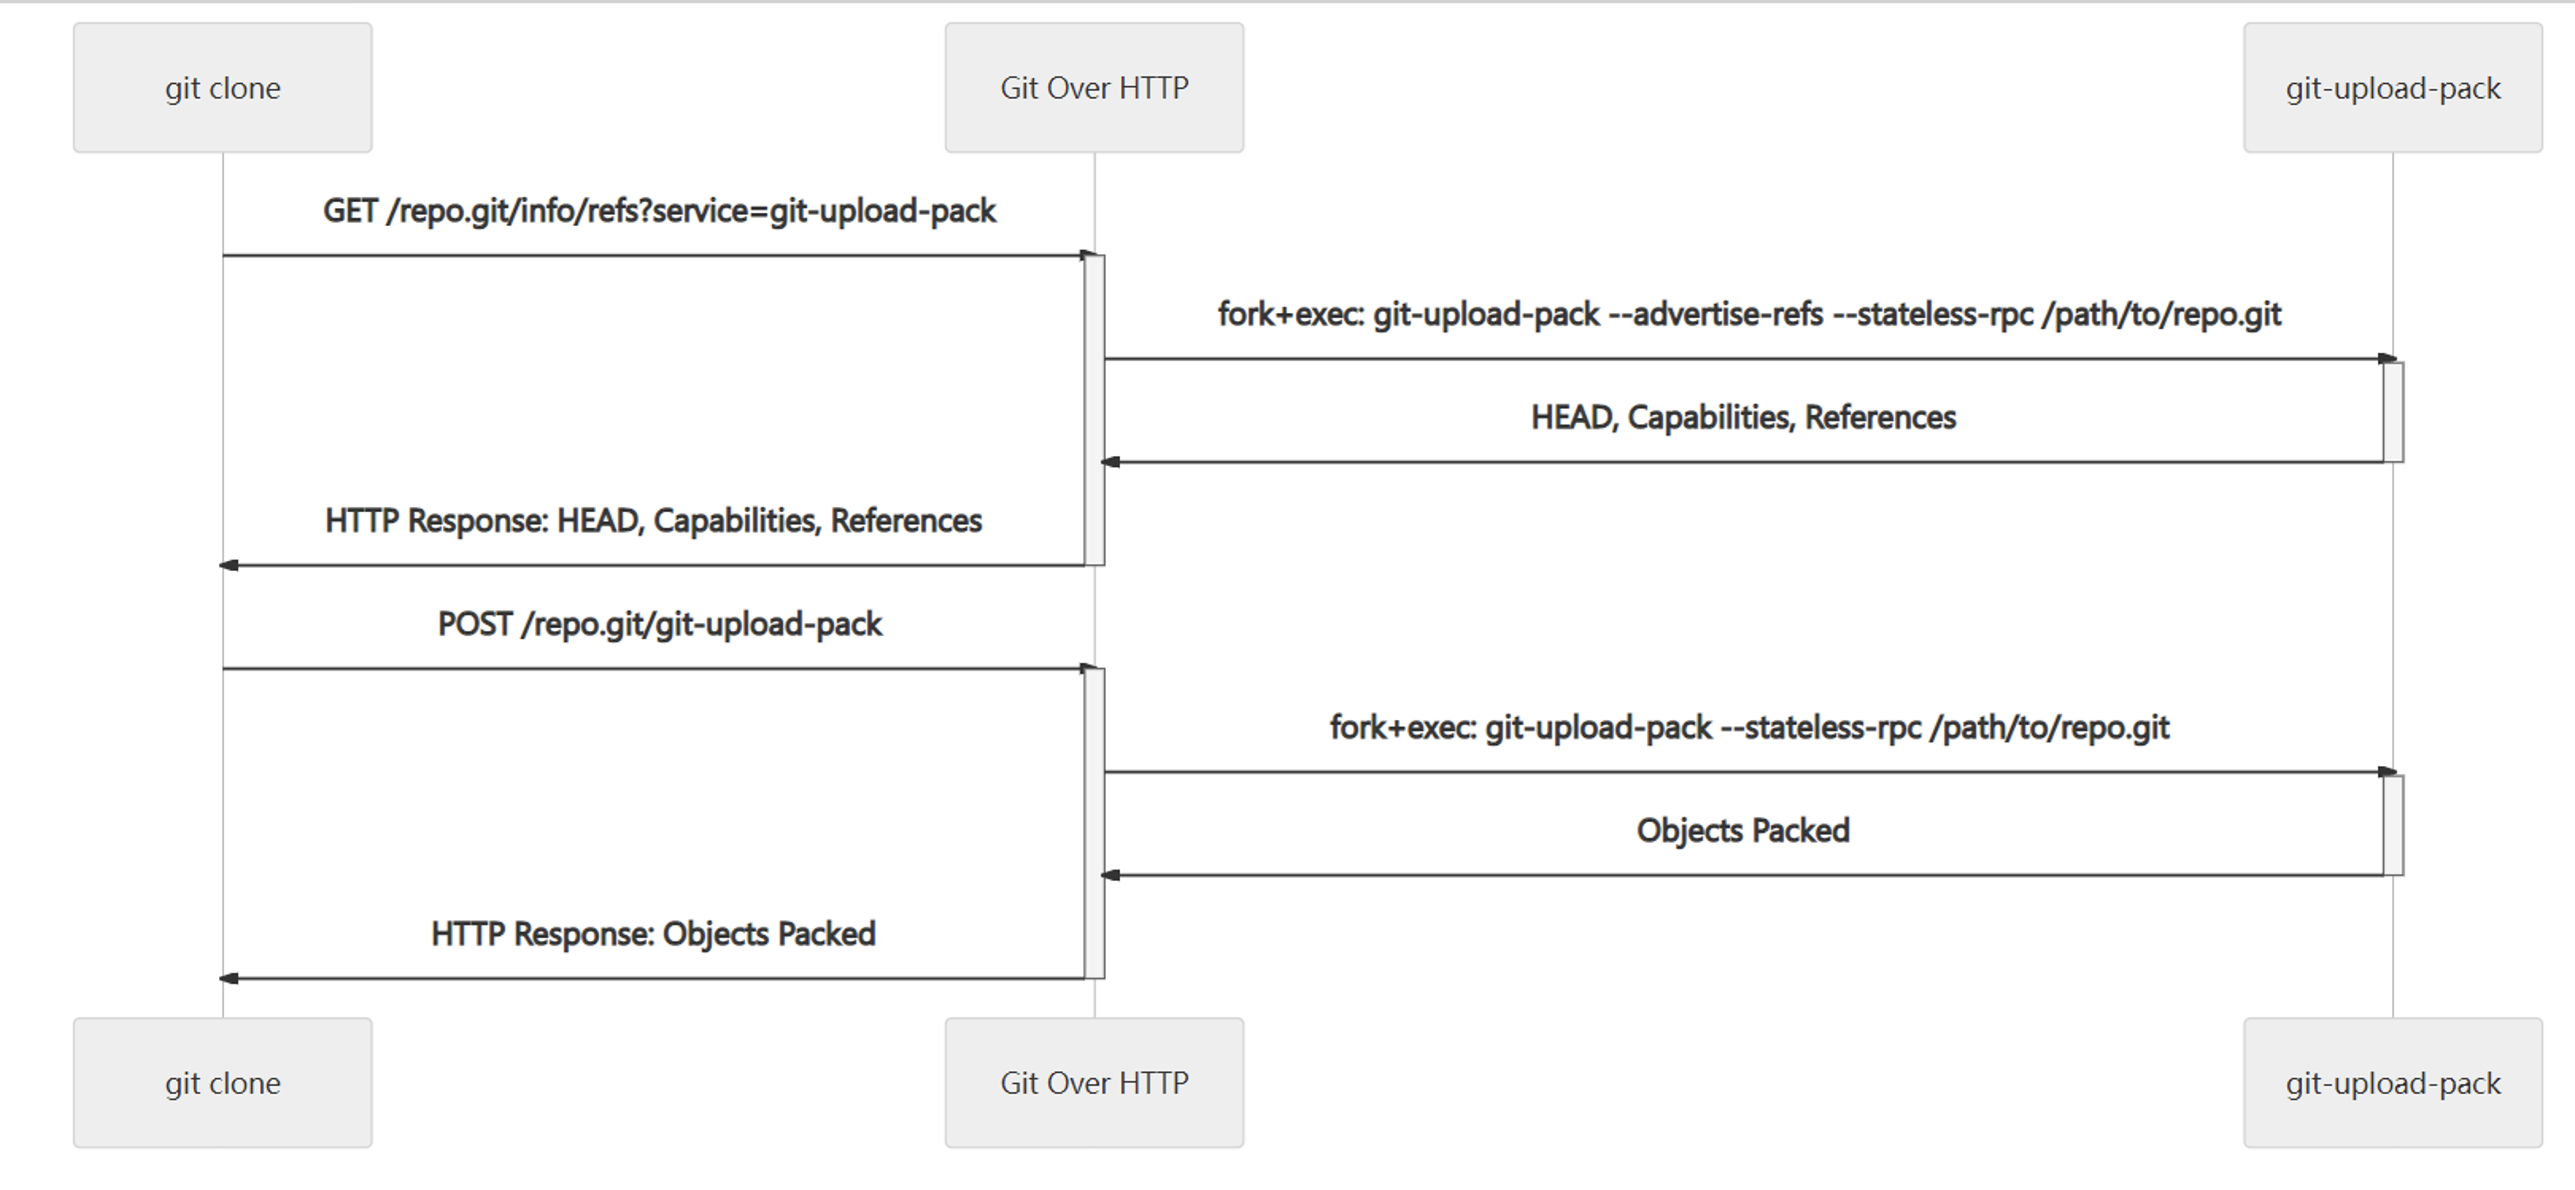 git clone
Git Over HTTP
git-upload-pack
GET /repo.git/info/refs?service=git-upload-pack
fork+exec: git-upload-pack --advertise-refs --stateless-rpc /path/to/repo.git
HEAD, Capabilities, References
HTTP Response: HEAD, Capabilities, References
POST /repo.git/git-upload-pack
fork+exec: git-upload-pack --stateless-rpc /path/to/repo.git
Objects Packed
HTTP Response: Objects Packed
git clone
Git Over HTTP
git-upload-pack